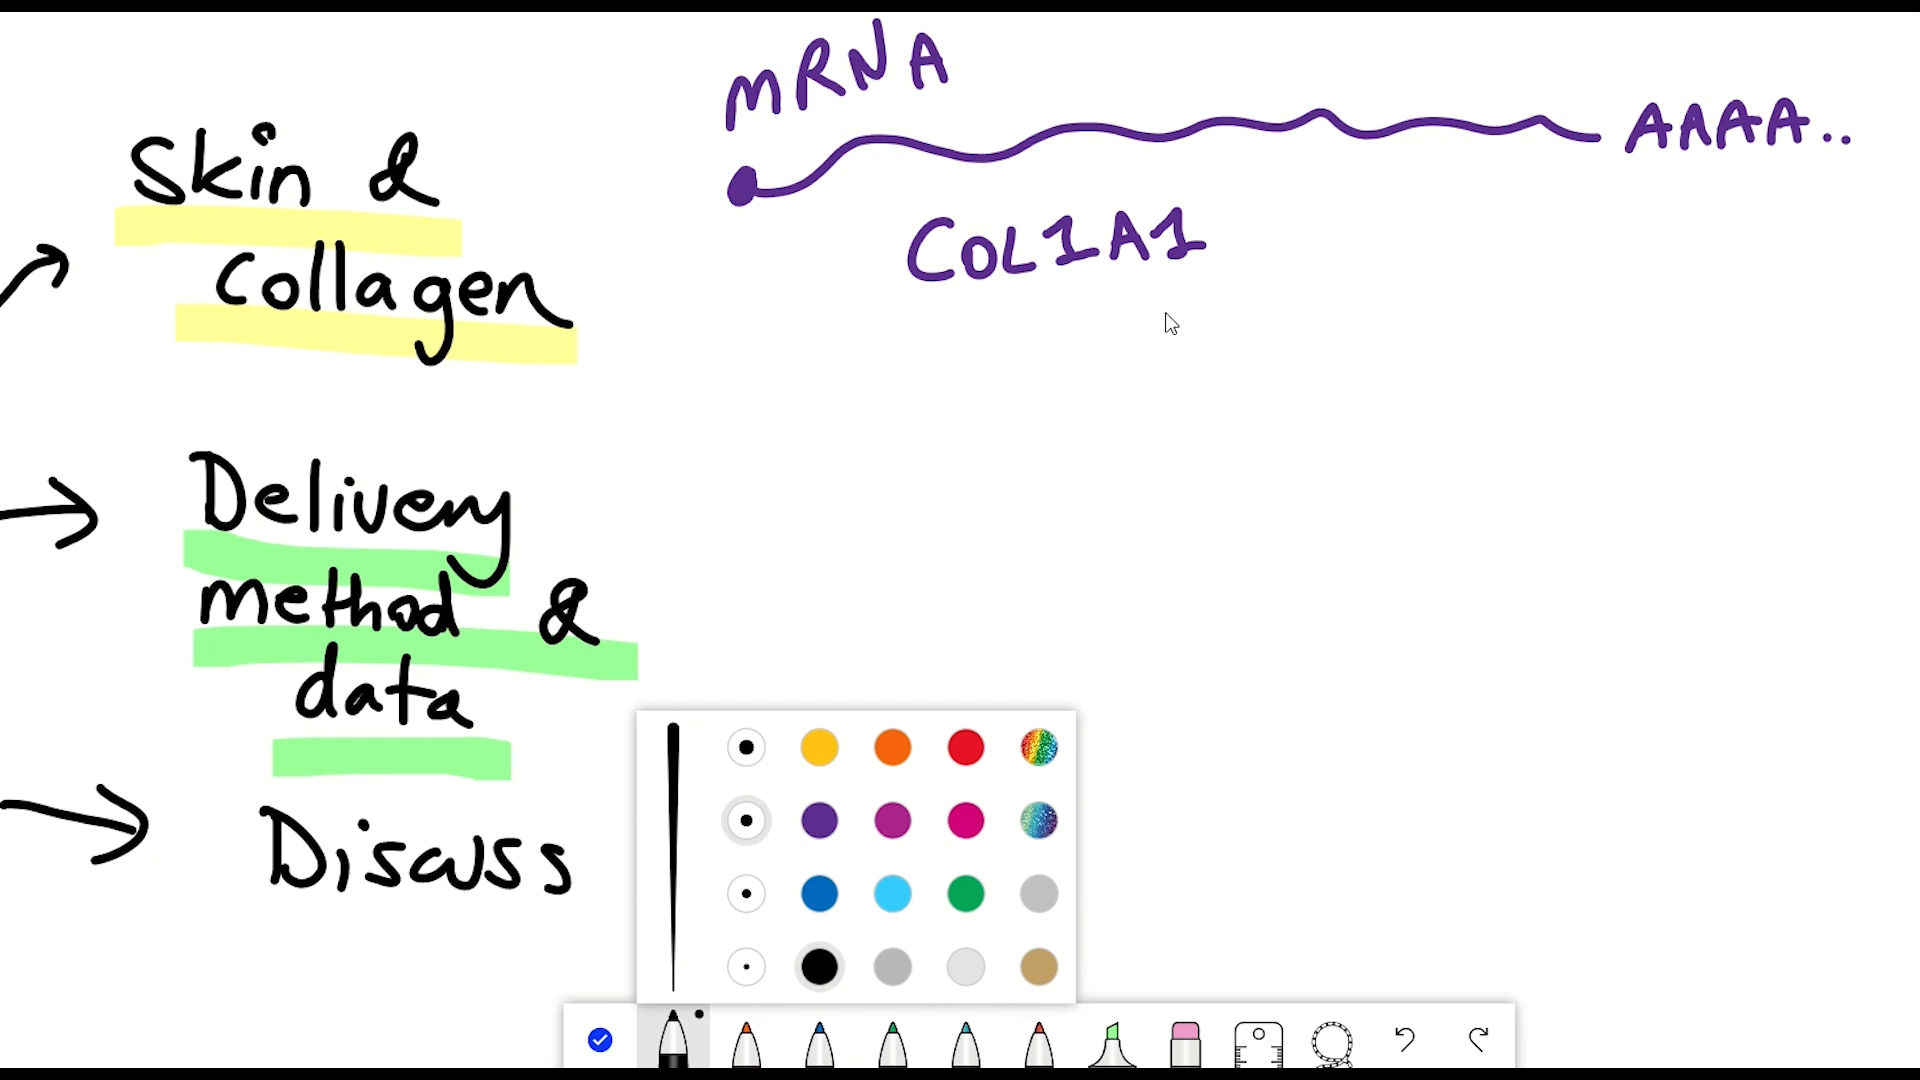 Skin &
Collagen
Delivery
method &
data
Discuss
mRNA
AAAA..
COL1A1